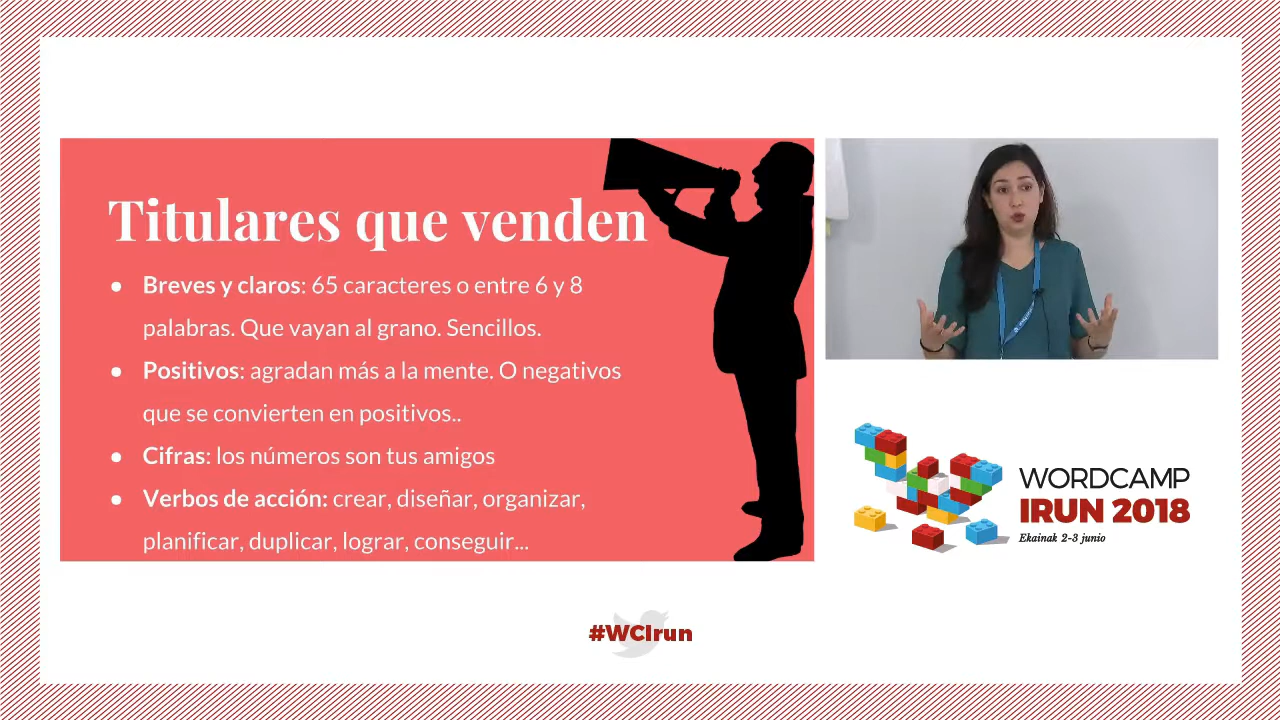 Titulares que venden
● Breves y claros: 65 caracteres o entre 6 y 8
palabras. Que vayan al grano. Sencillos.
● Positivos: agradan más a la mente. O negativos
que se convierten en positivos..
● Cifras: los números son tus amigos
● Verbos de acción: crear, diseñar, organizar,
planificar, duplicar, lograr, conseguir...
WORDCAMP
IRUN 2018
Ekainak 2-3 junio
#WCIrun